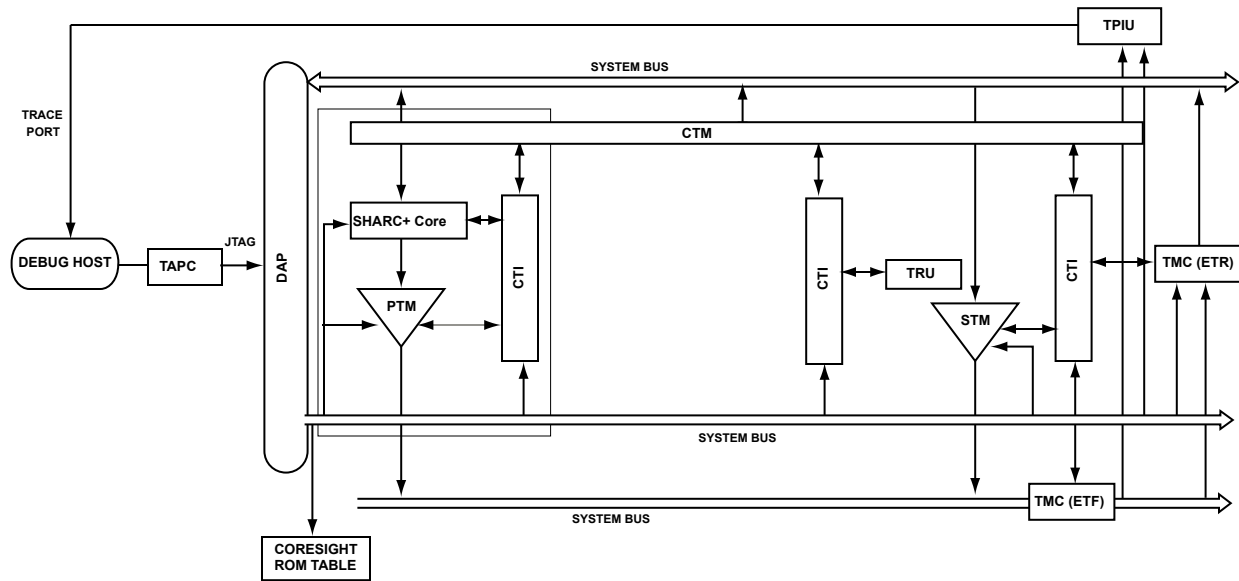 TPIU
SYSTEM BUS
TRACE
PORT
CTM
SHARC+ Core
DEBUG HOST
TAPC
JTAG
DAP
CTI
PTM
CTI
TRU
STM
CTI
TMC (ETR)
SYSTEM BUS
TMC (ETF)
SYSTEM BUS
CORESIGHT
ROM TABLE